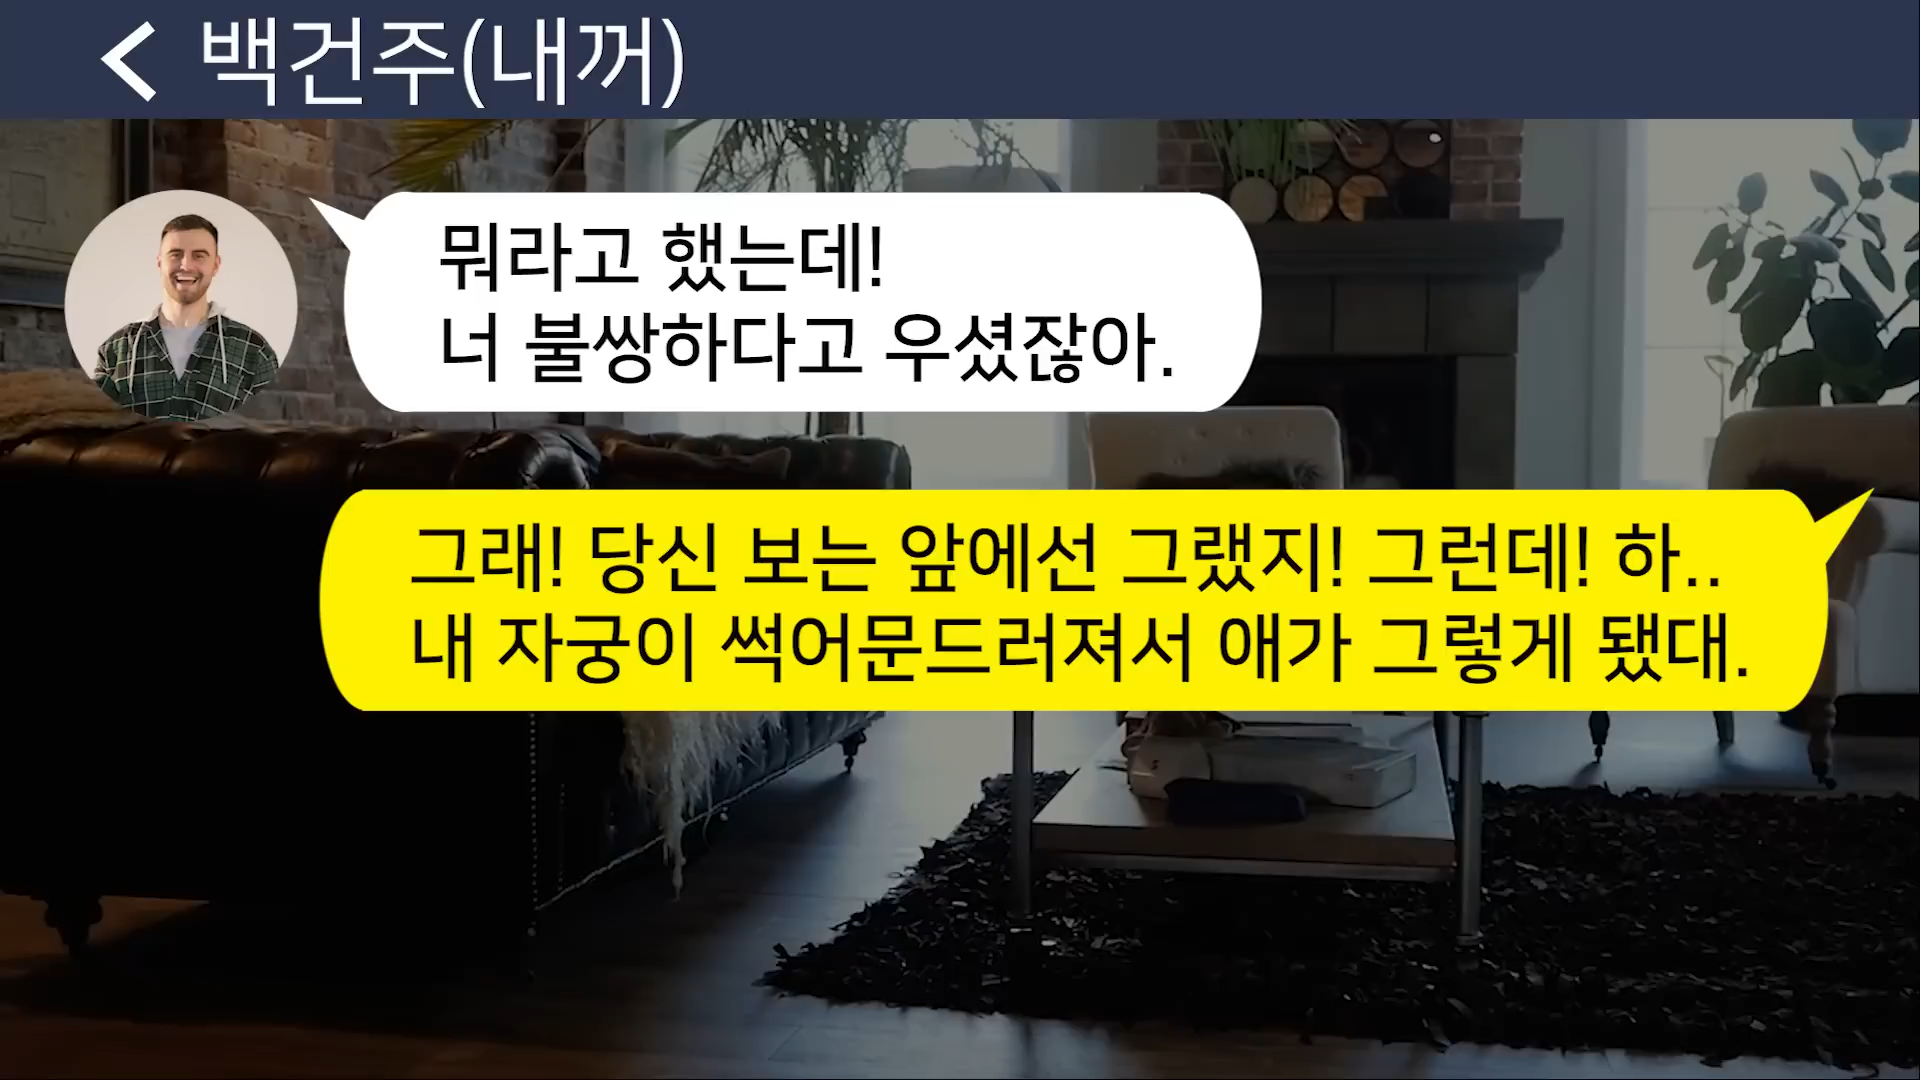 백건주(내꺼)
뭐라고 했는데!
너 불쌍하다고 우셨잖아.
그래! 당신 보는 앞에선 그랬지! 그런데! 하..
내 자궁이 썩어문드러져서 애가 그렇게 됐대.